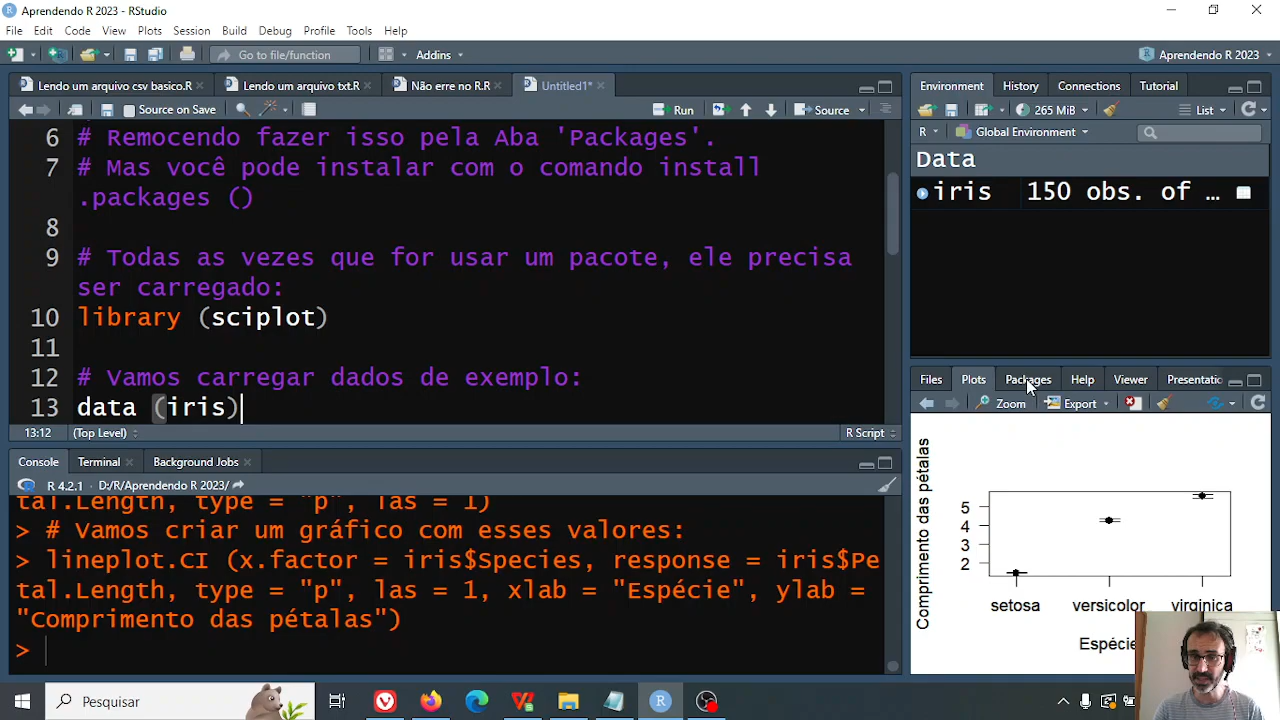 Aprendendo R 2023 - RStudio
File Edit Code View Plots Session Build Debug Profile Tools Help
Go to file/function Addins Aprendendo R 2023
Lendo um arquivo csv basico.R Lendo um arquivo txt.R Não erre no R.R Untitled1*
Source on Save Run Source
6 # Remocendo fazer isso pela Aba 'Packages'.
7 # Mas você pode instalar com o comando install
.packages ()
8
9 # Todas as vezes que for usar um pacote, ele precisa
ser carregado:
10 library (sciplot)
11
12 # Vamos carregar dados de exemplo:
13 data (iris)
13:12 (Top Level) R Script
Console Terminal Background Jobs
R 4.2.1 · D:/R/Aprendendo R 2023/
tal.Length, type = "p", las = 1)
> # Vamos criar um gráfico com esses valores:
> lineplot.CI (x.factor = iris$Species, response = iris$Pe
tal.Length, type = "p", las = 1, xlab = "Espécie", ylab =
"Comprimento das pétalas")
>
Environment History Connections Tutorial
265 MiB List
R Global Environment
Data
iris 150 obs. of …
Files Plots Packages Help Viewer Presentatic
Zoom Export
Comprimento das pétalas
5
4
3
2
setosa versicolor virginica
Espécie
Pesquisar